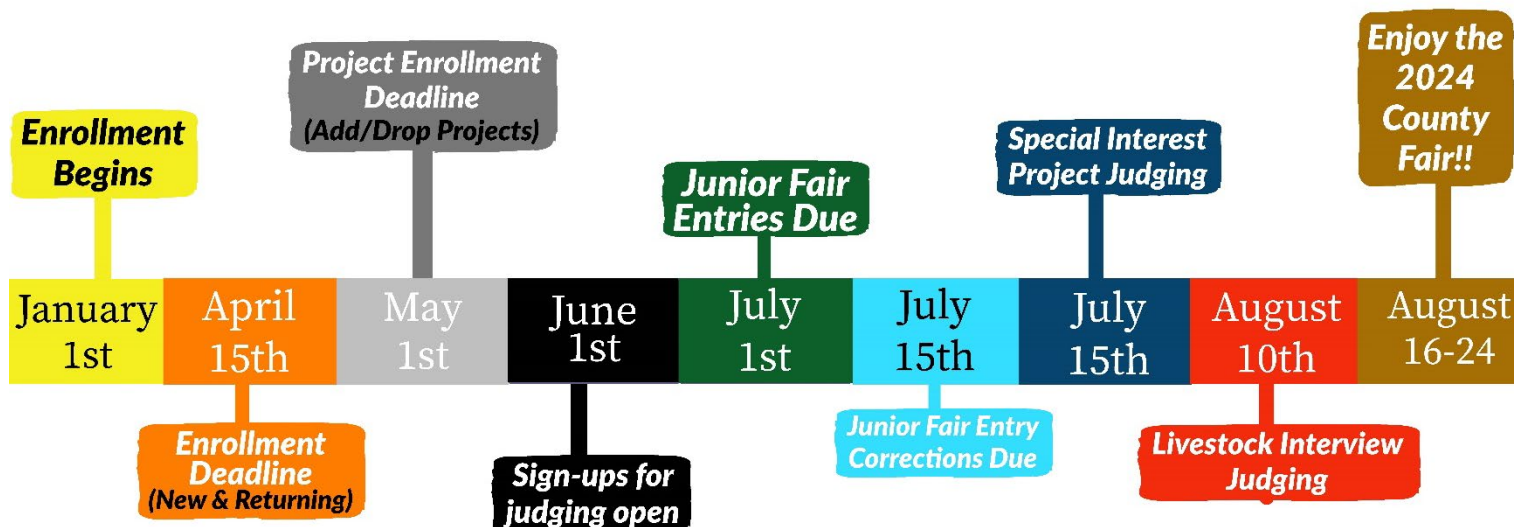 Enrollment
Begins
January
1st
April
15th
Enrollment
Deadline
(New & Returning)
Project Enrollment
Deadline
(Add/Drop Projects)
May
1st
June
1st
Sign-ups for
judging open
Junior Fair
Entries Due
July
1st
July
15th
Junior Fair Entry
Corrections Due
Special Interest
Project Judging
July
15th
August
10th
Livestock Interview
Judging
Enjoy the
2024
County
Fair!!
August
16-24